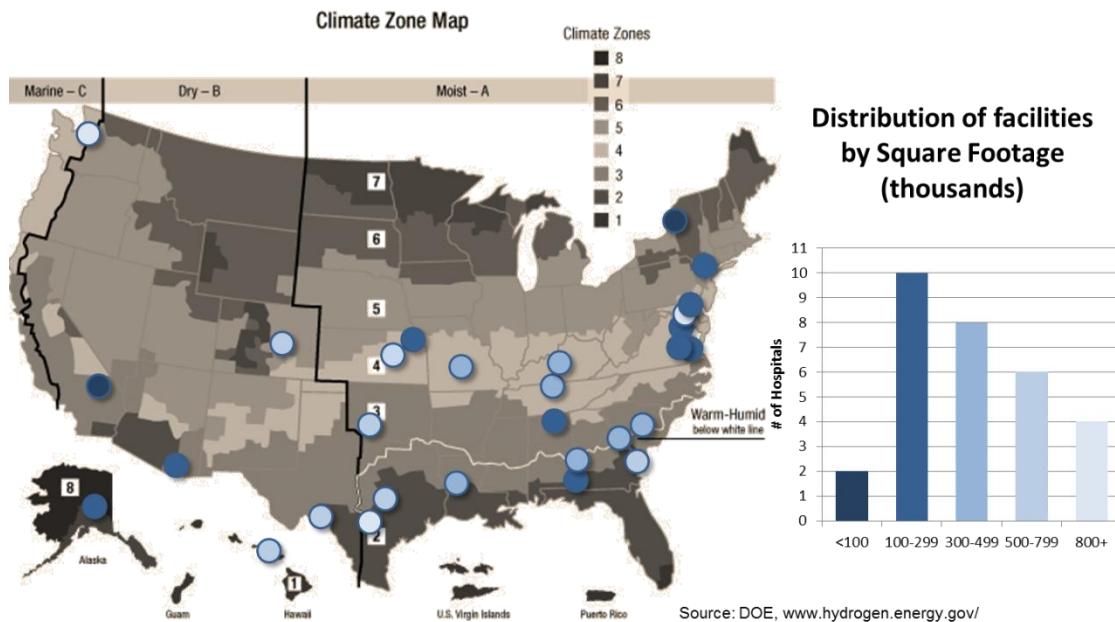 Climate Zone Map
Climate Zones
8
7
6
5
4
3
2
1
Marine – C
Dry – B
Moist – A
7
6
5
4
3
2
Warm-Humid
below white line
8
Alaska
Guam
1
Hawaii
U.S. Virgin Islands
Puerto Rico
Distribution of facilities
by Square Footage
(thousands)
# of Hospitals
11
10
9
8
7
6
5
4
3
2
1
0
<100
100-299
300-499
500-799
800+
Source: DOE, www.hydrogen.energy.gov/